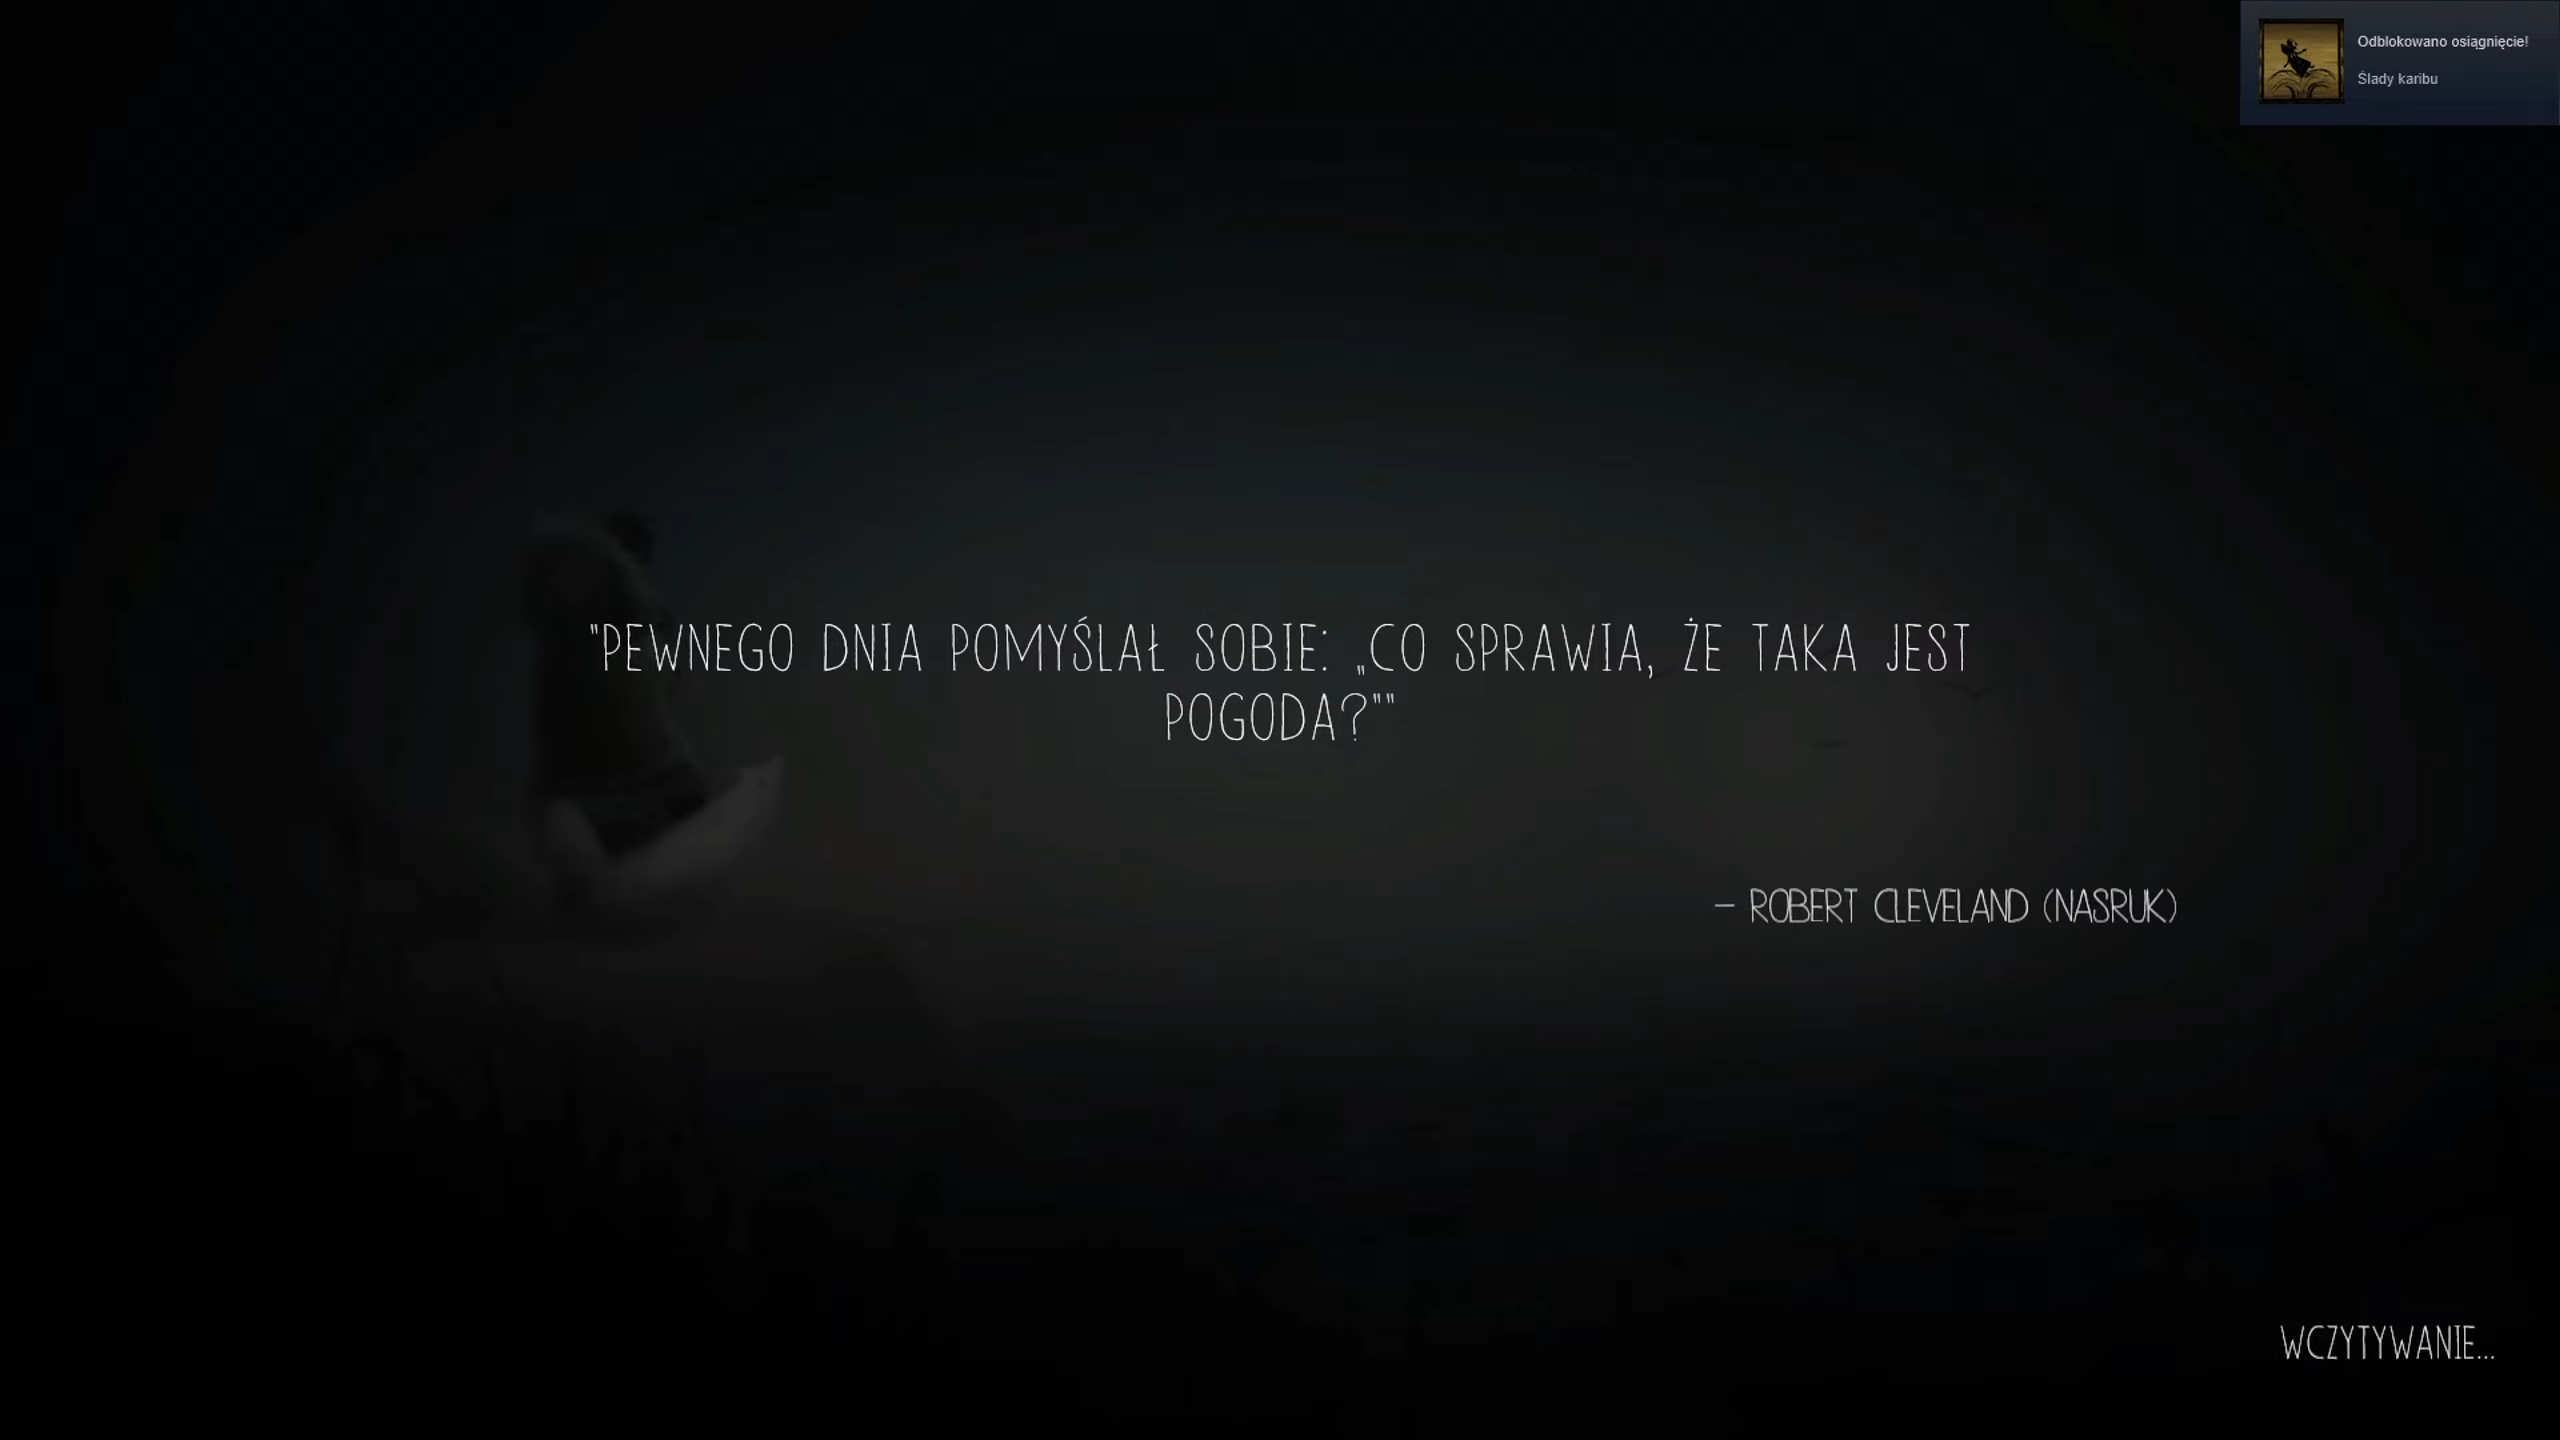 Odblokowano osiągnięcie!
Ślady karibu
"PEWNEGO DNIA POMYŚLAŁ SOBIE: „CO SPRAWIA, ŻE TAKA JEST
POGODA?""
– ROBERT CLEVELAND (NASRUK)
WCZYTYWANIE...